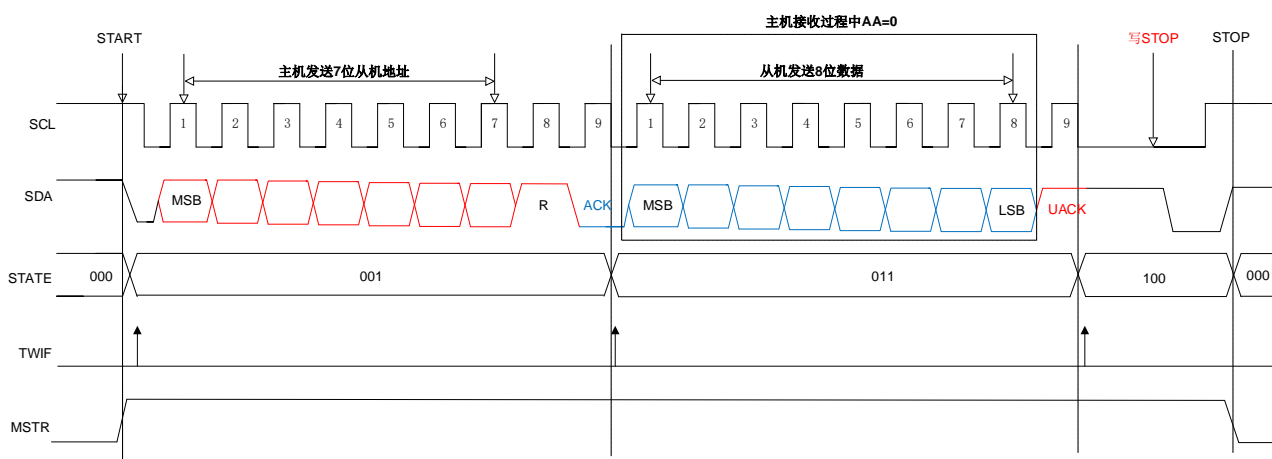 主机接收过程中AA=0
START
写STOP
STOP
主机发送7位从机地址
从机发送8位数据
SCL
1 2 3 4 5 6 7 8 9 1 2 3 4 5 6 7 8 9
SDA
MSB R ACK MSB LSB UACK
STATE
000 001 011 100 000
TWIF
MSTR